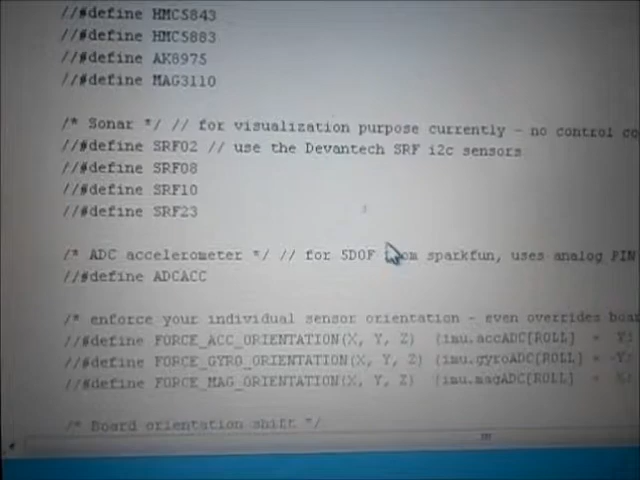 //#define HMC5843
//#define HMC5883
//#define AK8975
//#define MAG3110
/* Sonar */ // for visualization purpose currently - no control co
//#define SRF02 // use the Devantech SRF i2c sensors
//#define SRF08
//#define SRF10
//#define SRF23
/* ADC accelerometer */ // for 5DOF from sparkfun, uses analog PIN
//#define ADCACC
/* enforce your individual sensor orientation - even overrides boa
//#define FORCE_ACC_ORIENTATION(X, Y, Z) {imu.accADC[ROLL] =
//#define FORCE_GYRO_ORIENTATION(X, Y, Z) {imu.gyroADC[ROLL] = -Y;
//#define FORCE_MAG_ORIENTATION(X, Y, Z) {imu.magADC[ROLL] =
/* Board orientation shift */